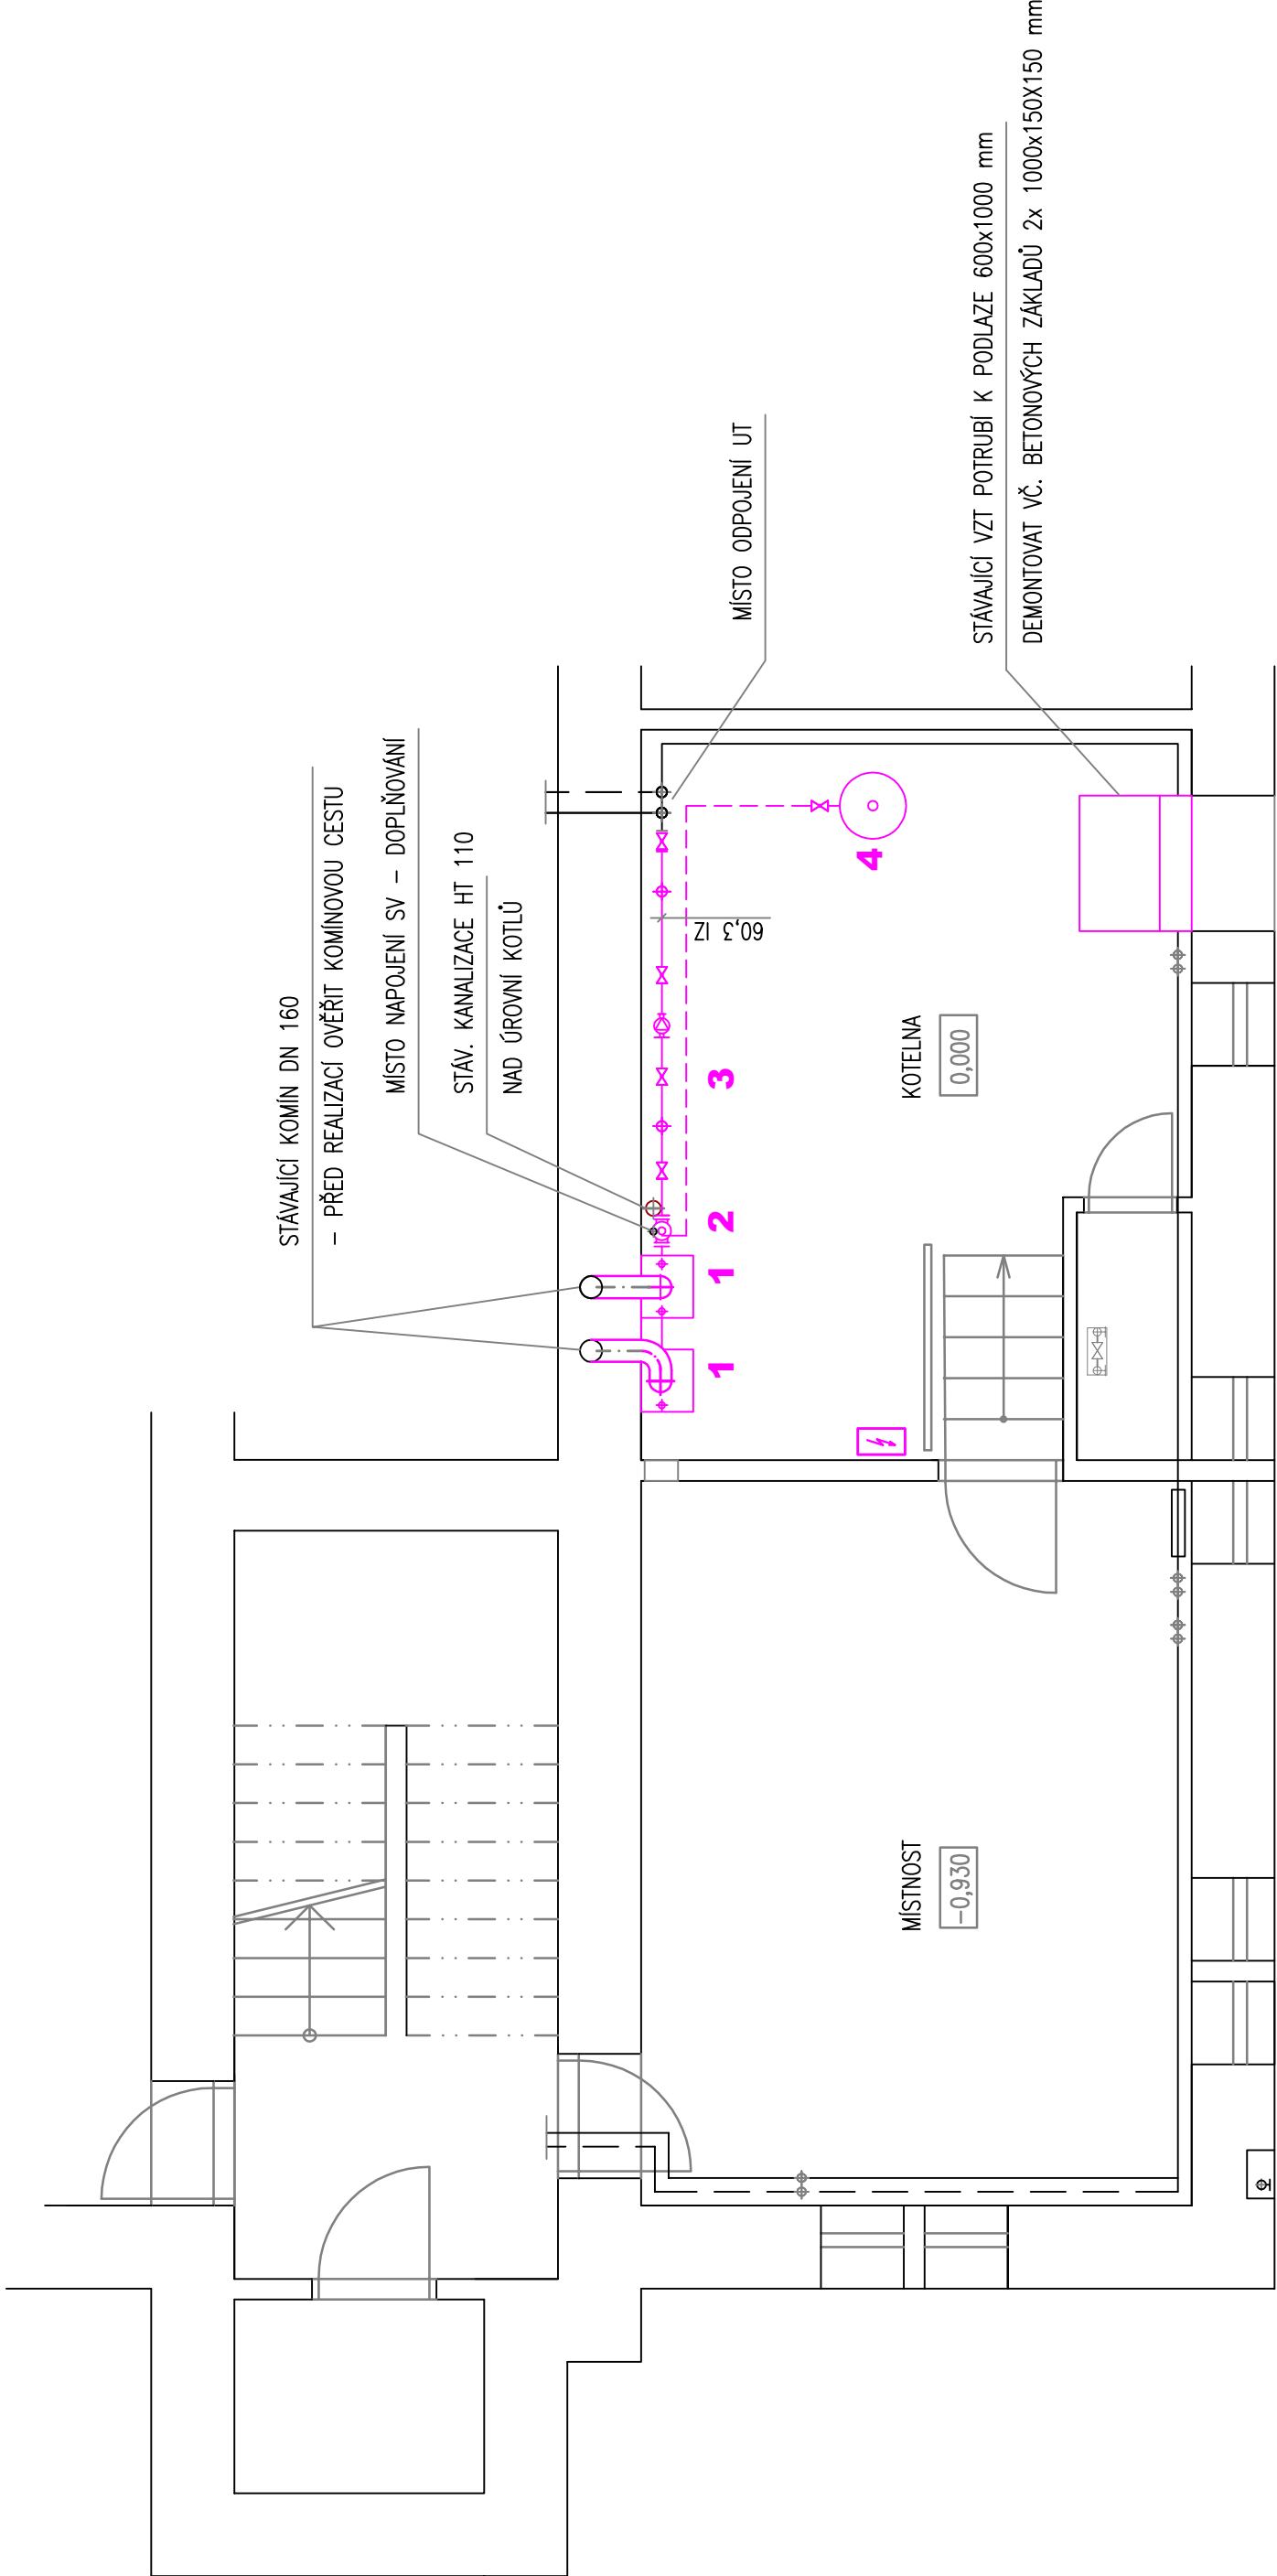 STÁVAJÍCÍ KOMÍN DN 160
- PŘED REALIZACÍ OVĚŘIT KOMÍNOVOU CESTU
MÍSTO NAPOJENÍ SV - DOPLŇOVÁNÍ
STÁV. KANALIZACE HT 110
NAD ÚROVNÍ KOTLŮ
MÍSTO ODPOJENÍ UT
STÁVAJÍCÍ VZT POTRUBÍ K PODLAZE 600x1000 mm
DEMONTOVAT VČ. BETONOVÝCH ZÁKLADŮ 2x 1000x150X150 mm
60,3 IZ
1
1
2
3
4
KOTELNA
0,000
MÍSTNOST
-0,930